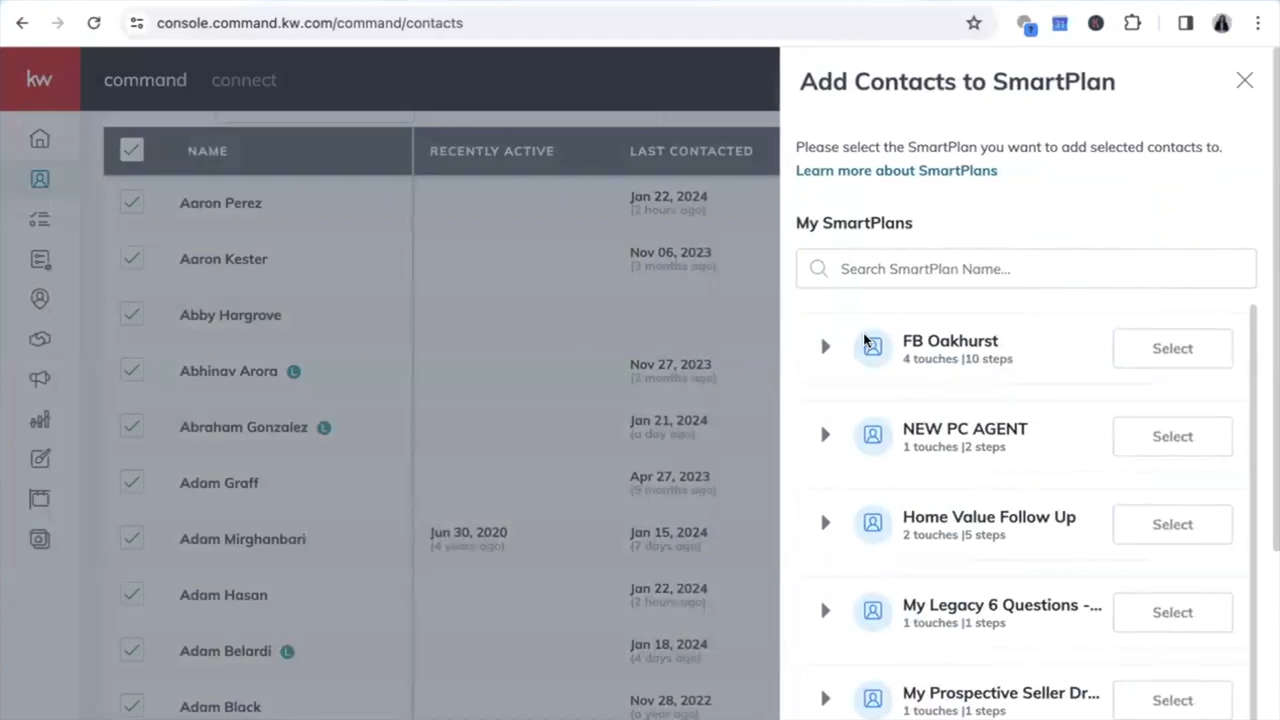 console.command.kw.com/command/contacts
kw
command
connect
NAME
RECENTLY ACTIVE
LAST CONTACTED
Aaron Perez
Jan 22, 2024
(2 hours ago)
Aaron Kester
Nov 06, 2023
(3 months ago)
Abby Hargrove
Abhinav Arora L
Nov 27, 2023
(2 months ago)
Abraham Gonzalez L
Jan 21, 2024
(a day ago)
Adam Graff
Apr 27, 2023
(9 months ago)
Adam Mirghanbari
Jun 30, 2020
(4 years ago)
Jan 15, 2024
(7 days ago)
Adam Hasan
Jan 22, 2024
(2 hours ago)
Adam Belardi L
Jan 18, 2024
(4 days ago)
Adam Black
Nov 28, 2022
(a year ago)
Add Contacts to SmartPlan
Please select the SmartPlan you want to add selected contacts to.
Learn more about SmartPlans
My SmartPlans
Search SmartPlan Name...
FB Oakhurst
4 touches |10 steps
Select
NEW PC AGENT
1 touches |2 steps
Select
Home Value Follow Up
2 touches |5 steps
Select
My Legacy 6 Questions -...
1 touches |1 steps
Select
My Prospective Seller Dr...
1 touches |1 steps
Select